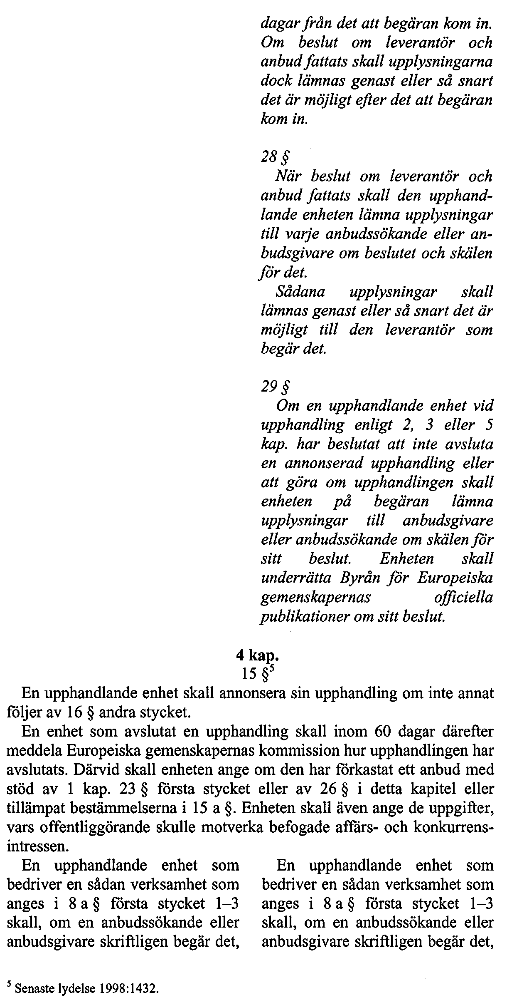 dagar från det att begäran kom in.
Om beslut om leverantör och
anbud fattats skall upplysningarna
dock lämnas genast eller så snart
det är möjligt efter det att begäran
kom in.
28 §
När beslut om leverantör och
anbud fattats skall den upphand-
lande enheten lämna upplysningar
till varje anbudssökande eller an-
budsgivare om beslutet och skälen
för det.
Sådana upplysningar skall
lämnas genast eller så snart det är
möjligt till den leverantör som
begär det.
29 §
Om en upphandlande enhet vid
upphandling enligt 2, 3 eller 5
kap. har beslutat att inte avsluta
en annonserad upphandling eller
att göra om upphandlingen skall
enheten på begäran lämna
upplysningar till anbudsgivare
eller anbudssökande om skälen för
sitt beslut. Enheten skall
underrätta Byrån för Europeiska
gemenskapernas officiella
publikationer om sitt beslut.
4 kap.
15 §5
En upphandlande enhet skall annonsera sin upphandling om inte annat
följer av 16 § andra stycket.
En enhet som avslutat en upphandling skall inom 60 dagar därefter
meddela Europeiska gemenskapernas kommission hur upphandlingen har
avslutats. Därvid skall enheten ange om den har förkastat ett anbud med
stöd av 1 kap. 23 § första stycket eller av 26 § i detta kapitel eller
tillämpat bestämmelserna i 15 a §. Enheten skall även ange de uppgifter,
vars offentliggörande skulle motverka befogade affärs- och konkurrens-
intressen.
En upphandlande enhet som
bedriver en sådan verksamhet som
anges i 8 a § första stycket 1–3
skall, om en anbudssökande eller
anbudsgivare skriftligen begär det,
En upphandlande enhet som
bedriver en sådan verksamhet som
anges i 8 a § första stycket 1–3
skall, om en anbudssökande eller
anbudsgivare skriftligen begär det,
5 Senaste lydelse 1998:1432.